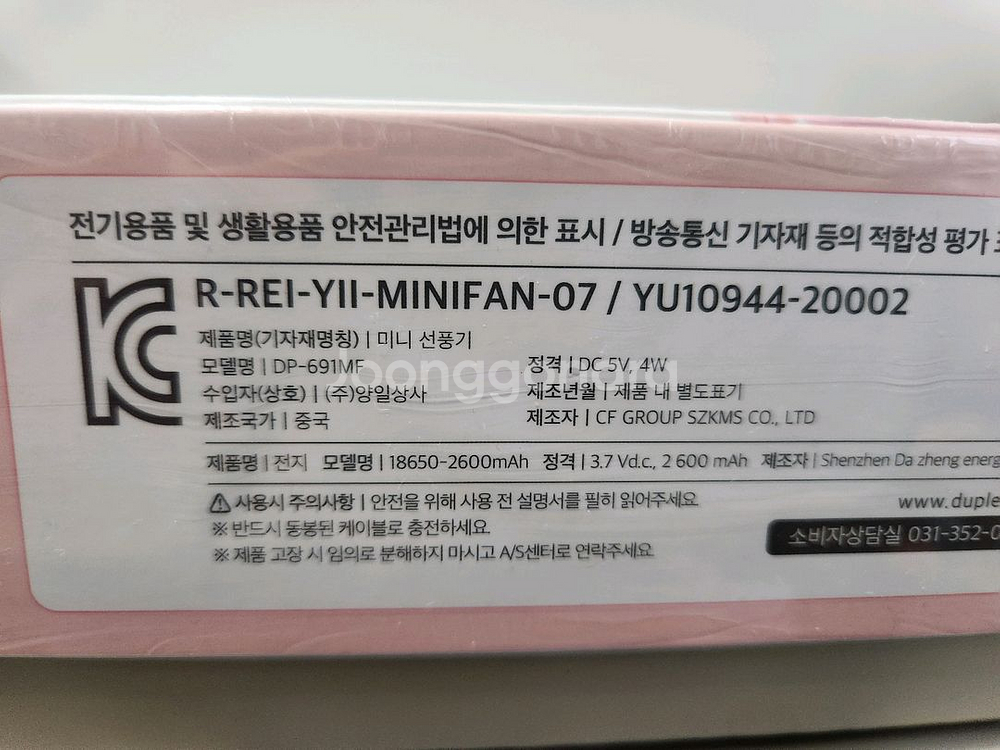 전기용품 및 생활용품 안전관리법에 의한 표시 / 방송통신 기자재 등의 적합성 평가
R-REI-YII-MINIFAN-07 / YU10944-20002
제품명(기자재명칭) | 미니 선풍기
모델명 | DP-691MF 정격 | DC 5V, 4W
수입자(상호) | (주)양일상사 제조년월 | 제품 내 별도표기
제조국가 | 중국 제조자 | CF GROUP SZKMS CO., LTD
Joonggonara
제품명 | 전지 모델명 | 18650-2600mAh 정격 | 3.7 Vd.c., 2 600 mAh 제조자 | Shenzhen Da zheng energ
⚠ 사용시 주의사항 | 안전을 위해 사용 전 설명서를 필히 읽어주세요.
www.duple
※ 반드시 동봉된 케이블로 충전하세요.
소비자상담실 031-352-0
※ 제품 고장 시 임의로 분해하지 마시고 A/S센터로 연락주세요